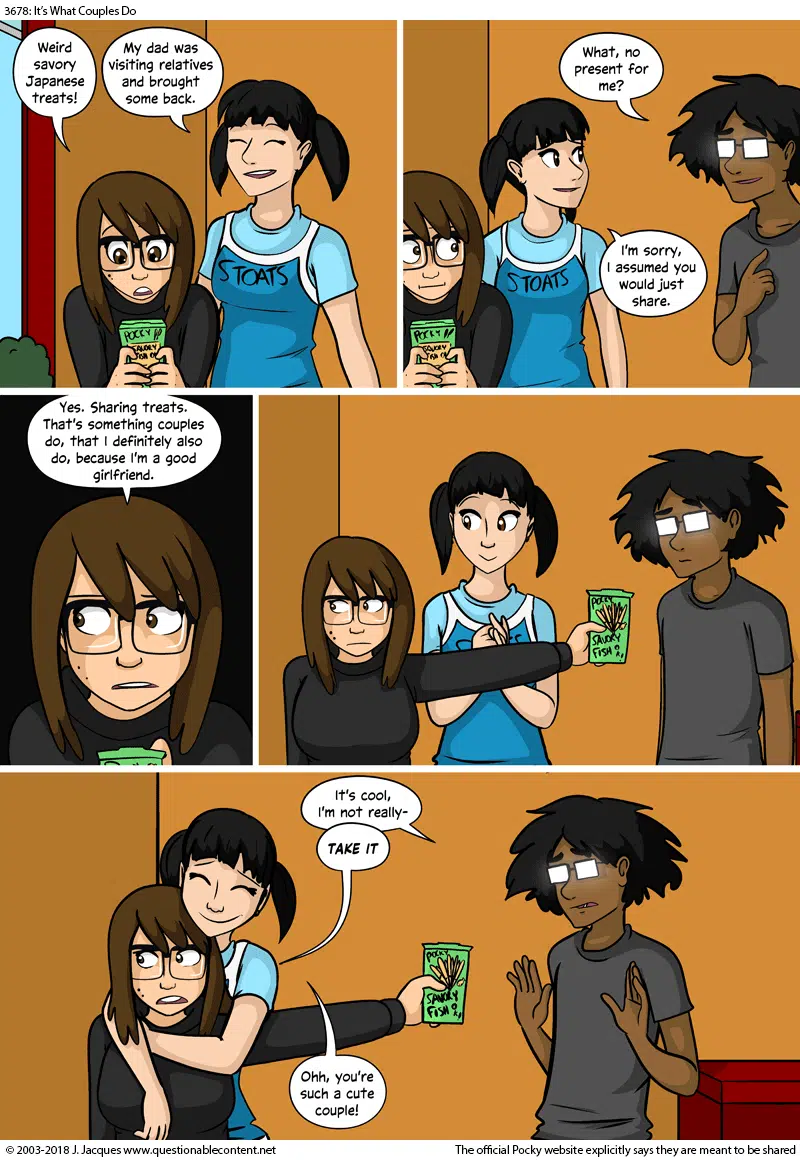 3678: It's What Couples Do
Weird
savory
Japanese
treats!
My dad was
visiting relatives
and brought
some back.
STOATS
POCKY
SAVORY
FISH
What, no
present for
me?
I'm sorry,
I assumed you
would just
share.
STOATS
POCKY
SAVORY
FISH
Yes. Sharing treats.
That's something couples
do, that I definitely also
do, because I'm a good
girlfriend.
POCKY
SAVORY
FISH
It's cool,
I'm not really-
TAKE IT
POCKY
SAVORY
FISH
Ohh, you're
such a cute
couple!
© 2003-2018 J. Jacques www.questionablecontent.net
The official Pocky website explicitly says they are meant to be shared